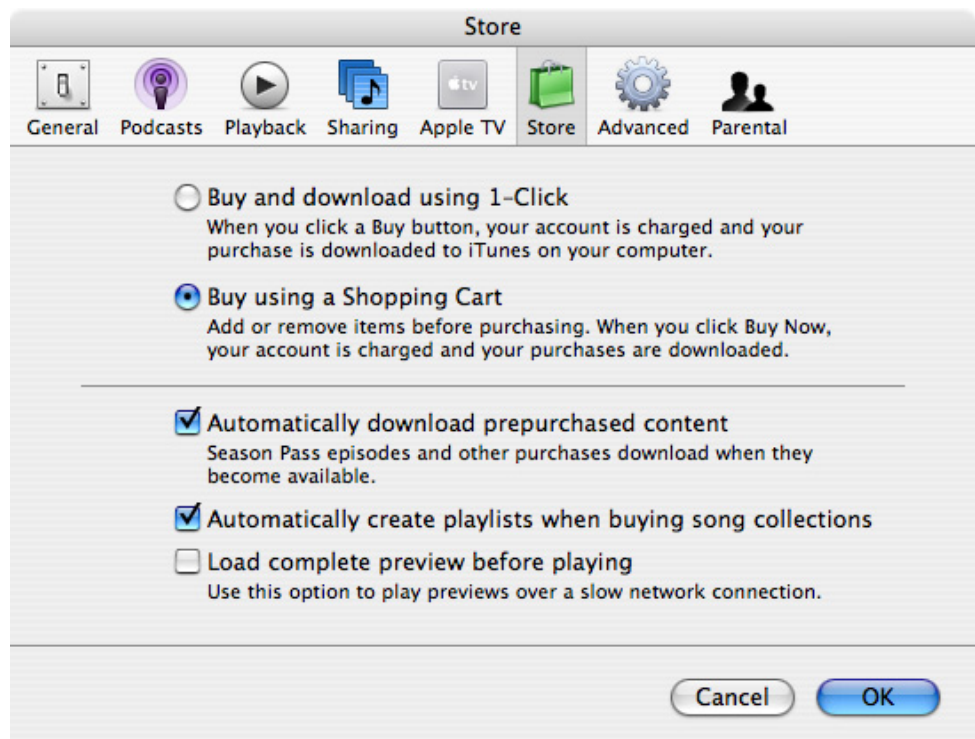 Store
tv
General Podcasts Playback Sharing Apple TV Store Advanced Parental
Buy and download using 1-Click
When you click a Buy button, your account is charged and your
purchase is downloaded to iTunes on your computer.
Buy using a Shopping Cart
Add or remove items before purchasing. When you click Buy Now,
your account is charged and your purchases are downloaded.
Automatically download prepurchased content
Season Pass episodes and other purchases download when they
become available.
Automatically create playlists when buying song collections
Load complete preview before playing
Use this option to play previews over a slow network connection.
Cancel OK